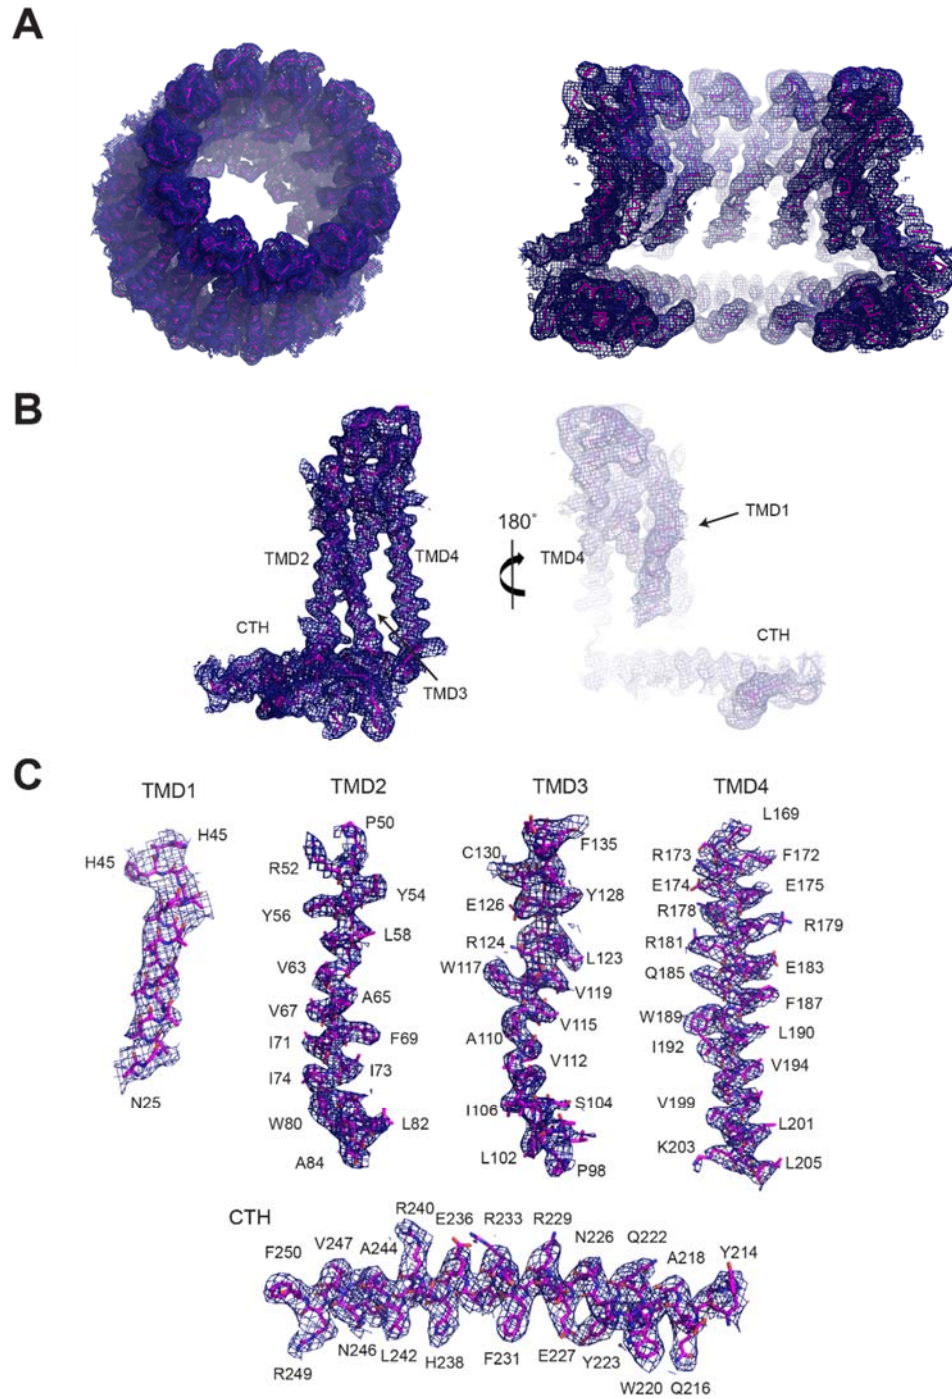 A
B
TMD2
TMD4
CTH
TMD3
180°
TMD4
TMD1
CTH
C
TMD1
H45
H45
N25
TMD2
P50
R52
Y54
Y56
L58
V63
A65
V67
F69
I71
I73
I74
W80
L82
A84
TMD3
F135
C130
E126
Y128
R124
L123
W117
V119
V115
A110
V112
I106
S104
L102
P98
TMD4
L169
R173
F172
E174
E175
R178
R179
R181
E183
Q185
F187
W189
L190
I192
V194
V199
L201
K203
L205
CTH
F250
V247
A244
R240
E236
R233
R229
N226
Q222
A218
Y214
R249
N246
L242
H238
F231
E227
Y223
W220
Q216